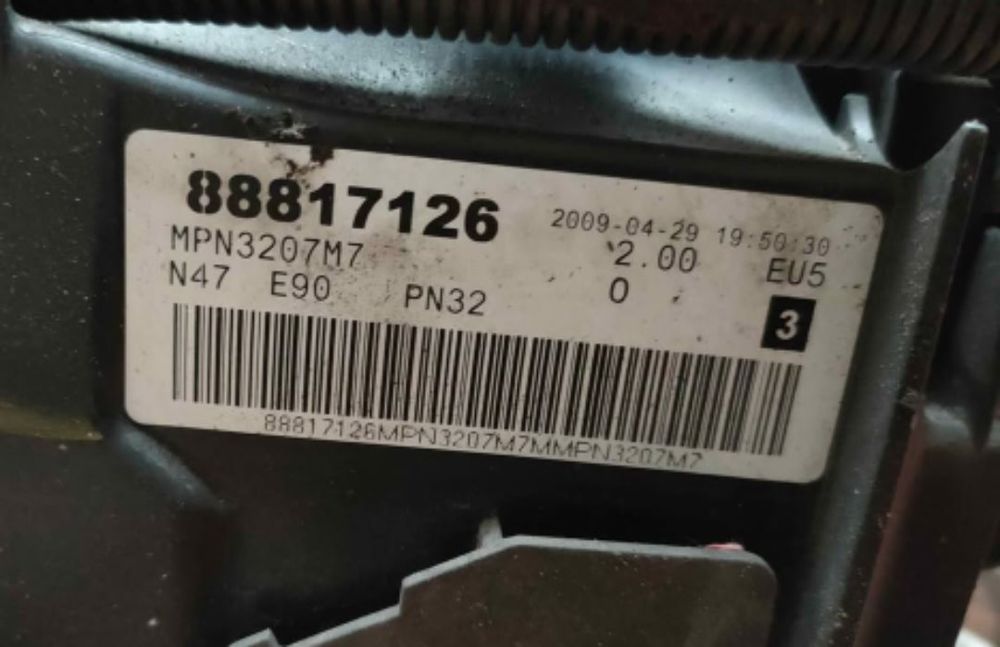 88817126 2009-04-29 19:50:30
MPN3207M7 2.00 EU5
N47 E90 PN32 0 3
88817126MPN3207M7MMPN3207M7